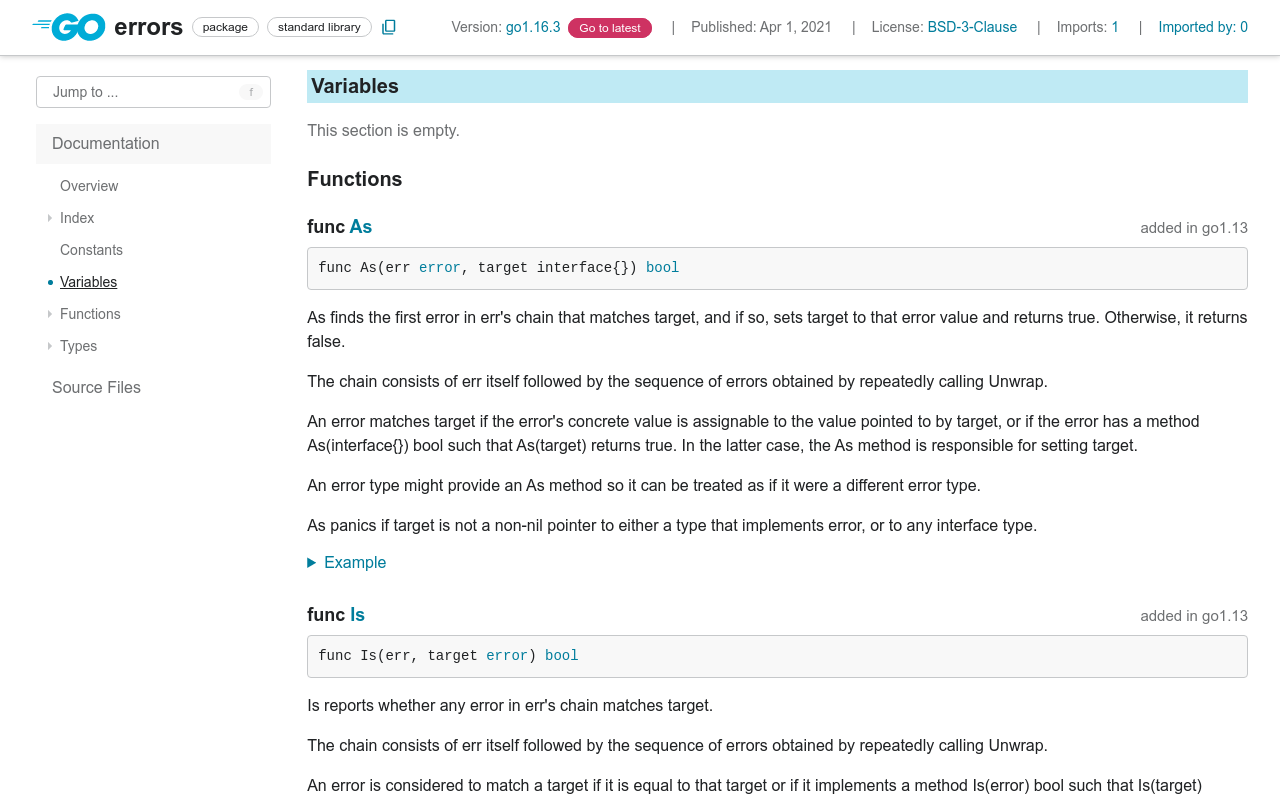 GO errors package standard library Version: go1.16.3 Go to latest | Published: Apr 1, 2021 | License: BSD-3-Clause | Imports: 1 | Imported by: 0
Jump to ... f
Documentation
Overview
Index
Constants
Variables
Functions
Types
Source Files
Variables
This section is empty.
Functions
func As added in go1.13
func As(err error, target interface{}) bool
As finds the first error in err's chain that matches target, and if so, sets target to that error value and returns true. Otherwise, it returns
false.
The chain consists of err itself followed by the sequence of errors obtained by repeatedly calling Unwrap.
An error matches target if the error's concrete value is assignable to the value pointed to by target, or if the error has a method
As(interface{}) bool such that As(target) returns true. In the latter case, the As method is responsible for setting target.
An error type might provide an As method so it can be treated as if it were a different error type.
As panics if target is not a non-nil pointer to either a type that implements error, or to any interface type.
Example
func Is added in go1.13
func Is(err, target error) bool
Is reports whether any error in err's chain matches target.
The chain consists of err itself followed by the sequence of errors obtained by repeatedly calling Unwrap.
An error is considered to match a target if it is equal to that target or if it implements a method Is(error) bool such that Is(target)